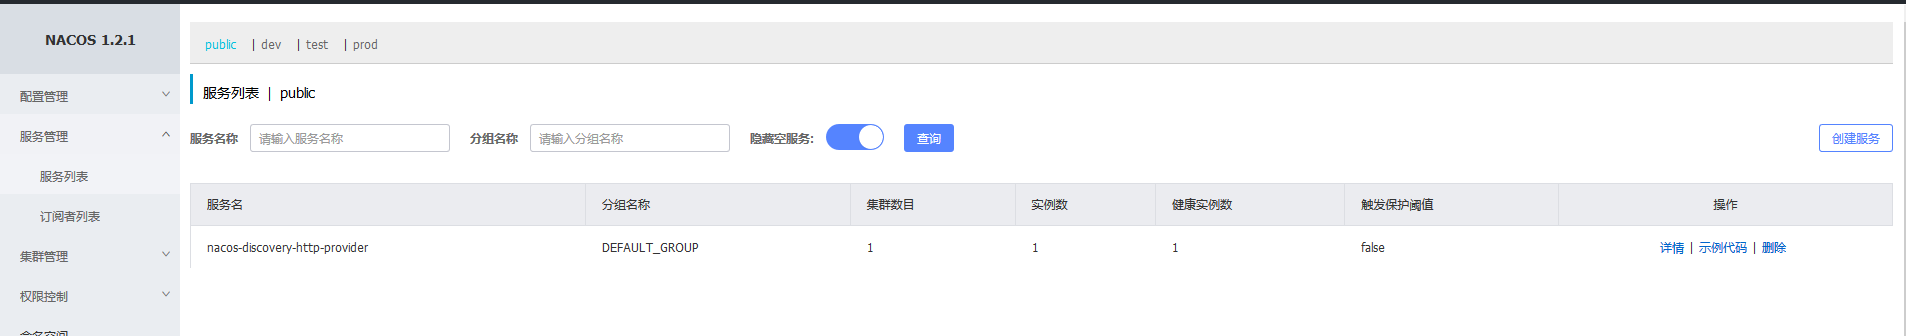 NACOS 1.2.1
配置管理
服务管理
服务列表
订阅者列表
集群管理
权限控制
命名空间
public | dev | test | prod
服务列表 | public
服务名称 请输入服务名称 分组名称 请输入分组名称 隐藏空服务: 查询 创建服务
服务名 分组名称 集群数目 实例数 健康实例数 触发保护阈值 操作
nacos-discovery-http-provider DEFAULT_GROUP 1 1 1 false 详情 | 示例代码 | 删除